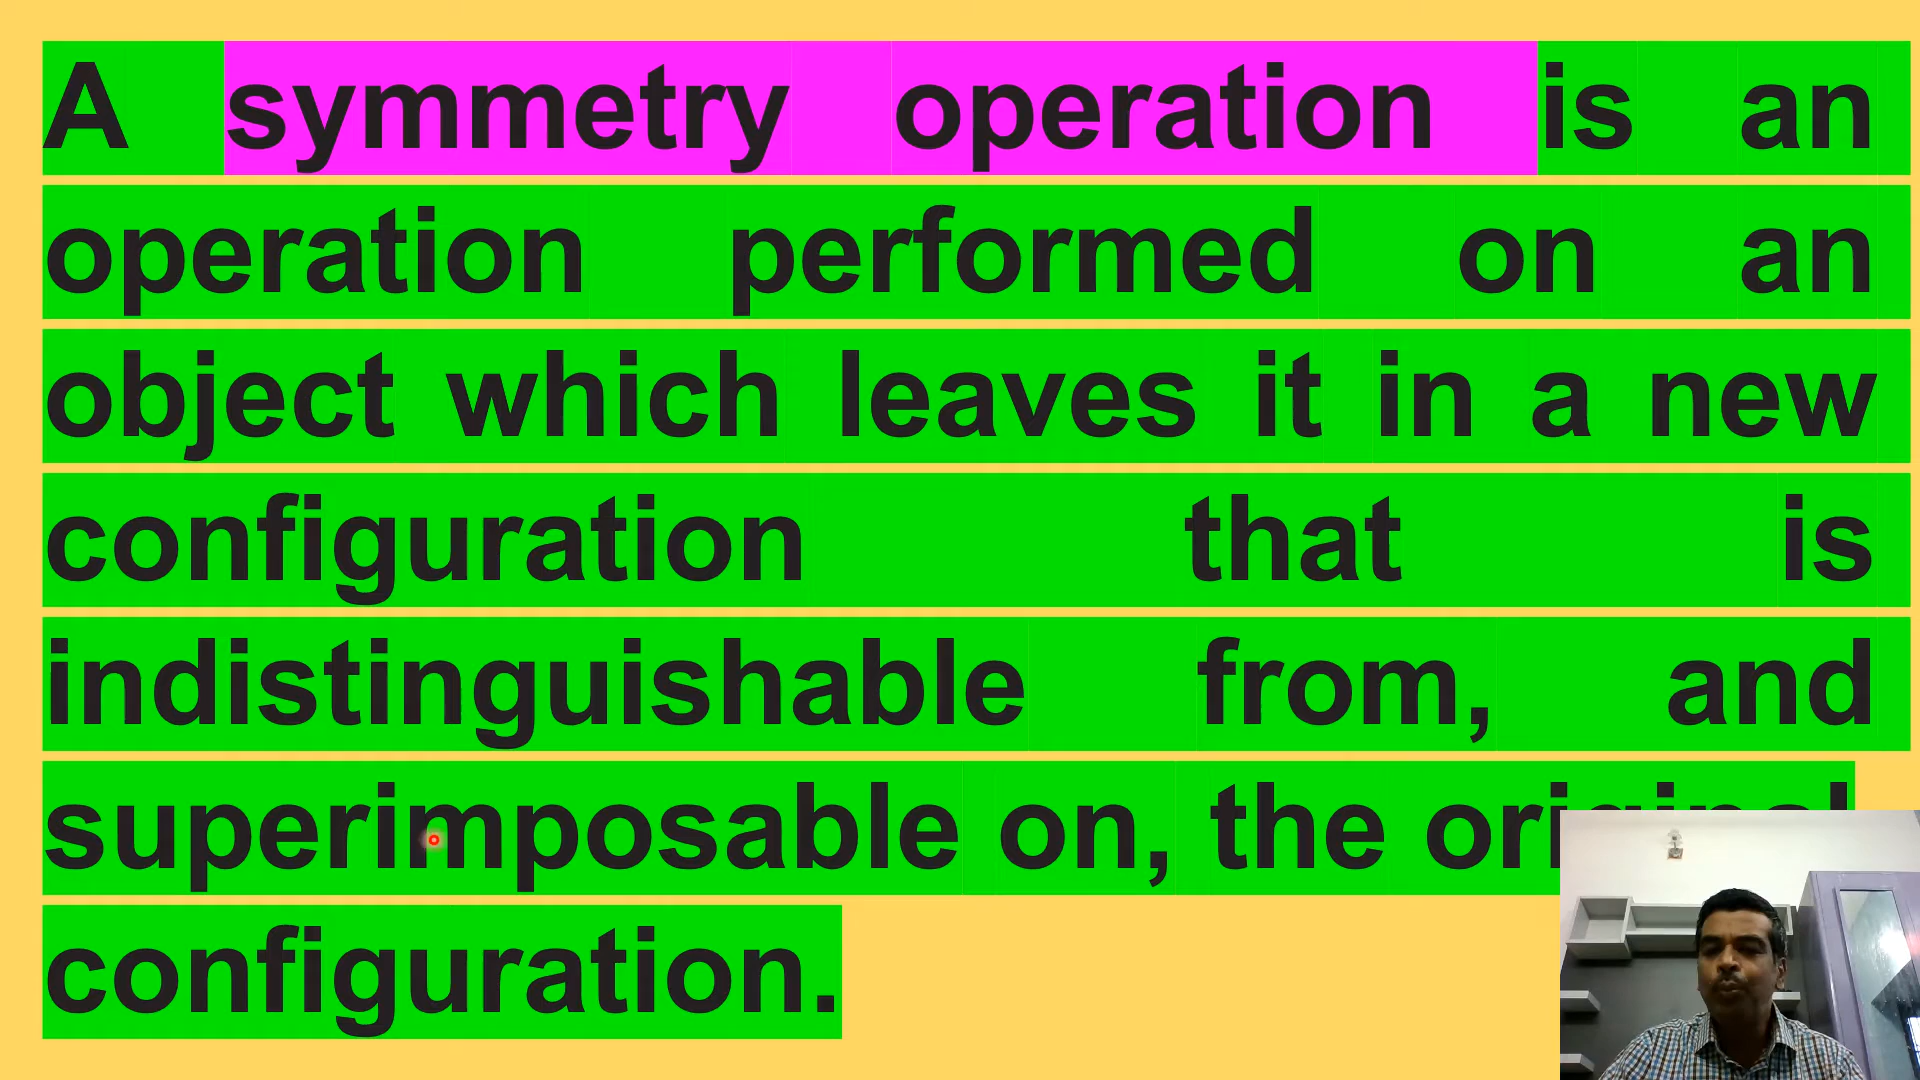 A symmetry operation is an
operation performed on an
object which leaves it in a new
configuration that is
indistinguishable from, and
superimposable on, the original
configuration.